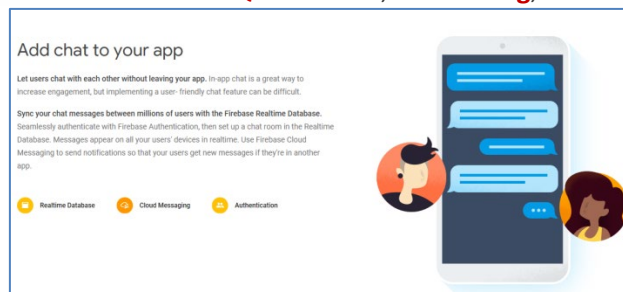 Add chat to your app
Let users chat with each other without leaving your app. In-app chat is a great way to
increase engagement, but implementing a user- friendly chat feature can be difficult.
Sync your chat messages between millions of users with the Firebase Realtime Database.
Seamlessly authenticate with Firebase Authentication, then set up a chat room in the Realtime
Database. Messages appear on all your users' devices in realtime. Use Firebase Cloud
Messaging to send notifications so that your users get new messages if they're in another
app.
Realtime Database Cloud Messaging Authentication